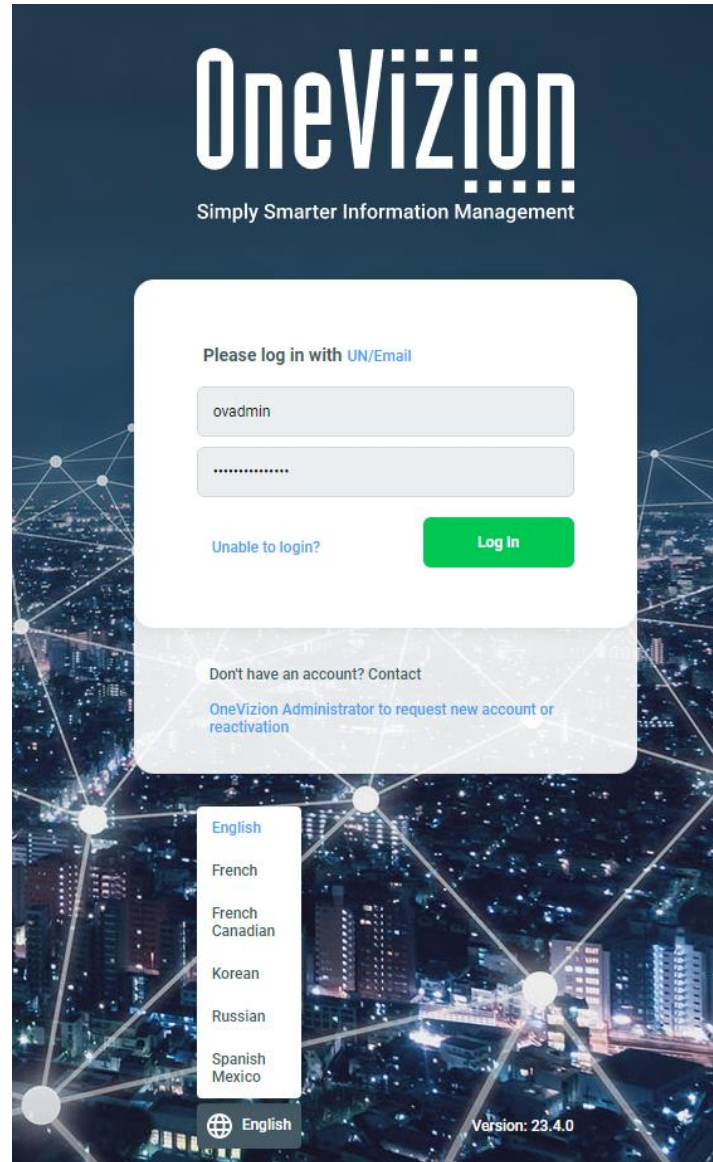 OneVizion
Simply Smarter Information Management
Please log in with UN/Email
ovadmin
•••••••••••••••
Unable to login?
Log In
Don't have an account? Contact
OneVizion Administrator to request new account or
reactivation
English
French
French
Canadian
Korean
Russian
Spanish
Mexico
English
Version: 23.4.0